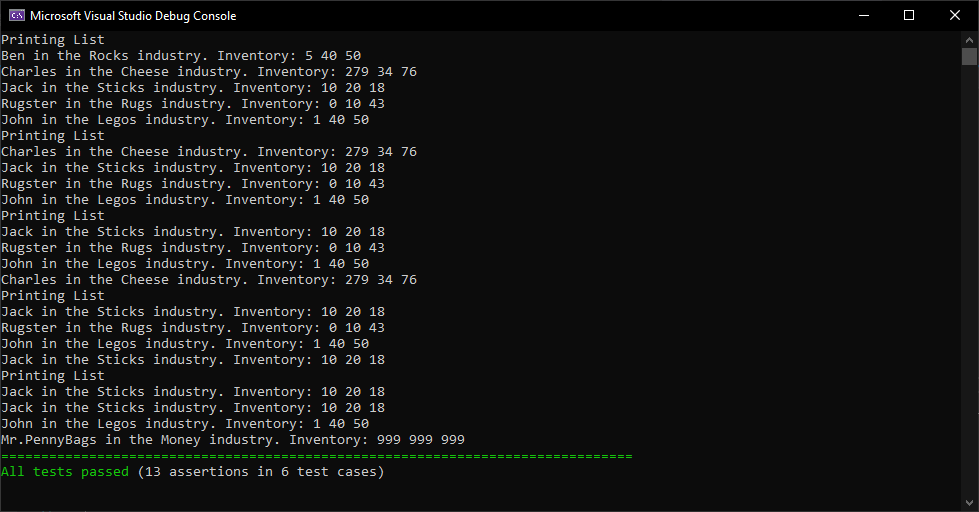 Microsoft Visual Studio Debug Console
Printing List
Ben in the Rocks industry. Inventory: 5 40 50
Charles in the Cheese industry. Inventory: 279 34 76
Jack in the Sticks industry. Inventory: 10 20 18
Rugster in the Rugs industry. Inventory: 0 10 43
John in the Legos industry. Inventory: 1 40 50
Printing List
Charles in the Cheese industry. Inventory: 279 34 76
Jack in the Sticks industry. Inventory: 10 20 18
Rugster in the Rugs industry. Inventory: 0 10 43
John in the Legos industry. Inventory: 1 40 50
Printing List
Jack in the Sticks industry. Inventory: 10 20 18
Rugster in the Rugs industry. Inventory: 0 10 43
John in the Legos industry. Inventory: 1 40 50
Charles in the Cheese industry. Inventory: 279 34 76
Printing List
Jack in the Sticks industry. Inventory: 10 20 18
Rugster in the Rugs industry. Inventory: 0 10 43
John in the Legos industry. Inventory: 1 40 50
Jack in the Sticks industry. Inventory: 10 20 18
Printing List
Jack in the Sticks industry. Inventory: 10 20 18
Jack in the Sticks industry. Inventory: 10 20 18
John in the Legos industry. Inventory: 1 40 50
Mr.PennyBags in the Money industry. Inventory: 999 999 999
===============================================================================
All tests passed (13 assertions in 6 test cases)